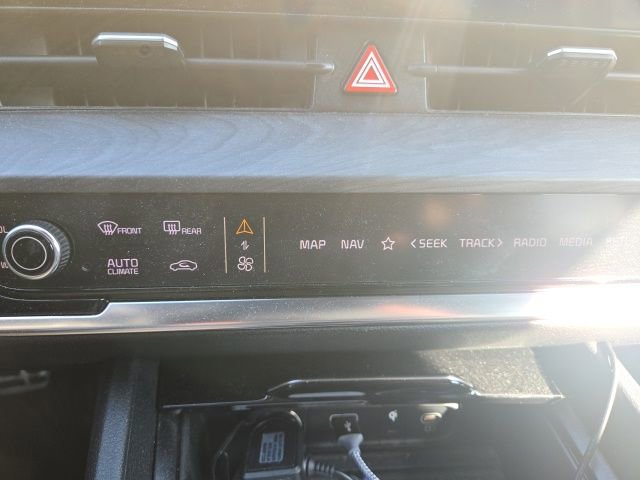 FRONT REAR
MAP NAV < SEEK TRACK > RADIO MEDIA
AUTO
CLIMATE